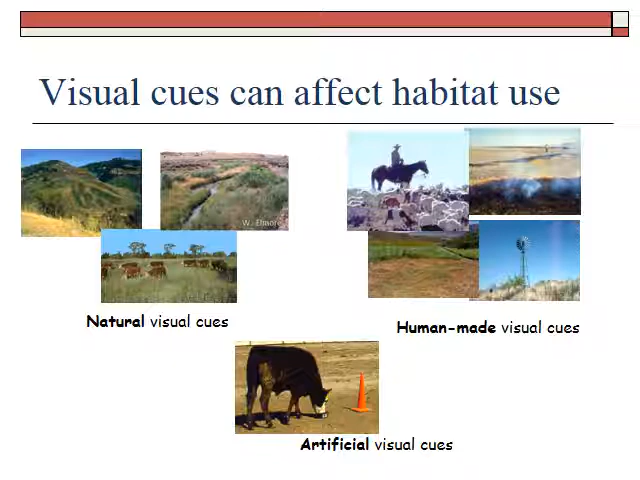 Visual cues can affect habitat use
W. Elmore
Natural visual cues
Human-made visual cues
Artificial visual cues